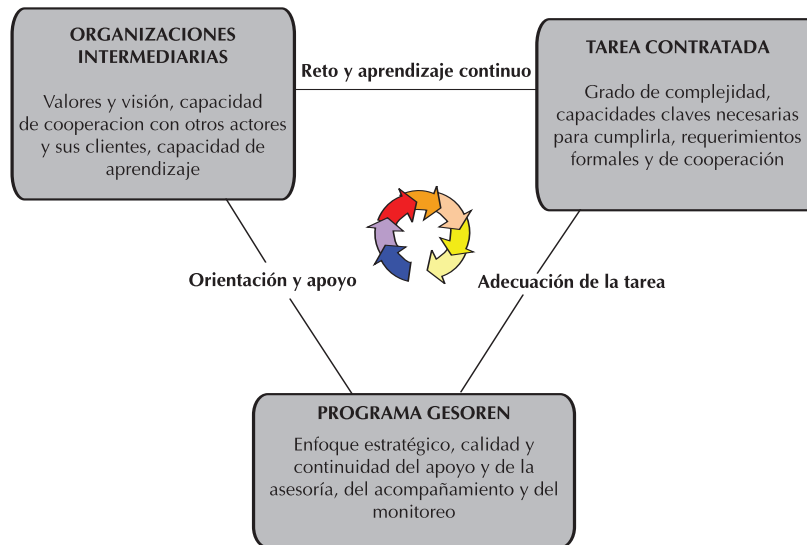 ORGANIZACIONES
INTERMEDIARIAS
Valores y visión, capacidad
de cooperacion con otros actores
y sus clientes, capacidad de
aprendizaje
Reto y aprendizaje continuo
TAREA CONTRATADA
Grado de complejidad,
capacidades claves necesarias
para cumplirla, requerimientos
formales y de cooperación
Orientación y apoyo
Adecuación de la tarea
PROGRAMA GESOREN
Enfoque estratégico, calidad y
continuidad del apoyo y de la
asesoría, del acompañamiento y del
monitoreo